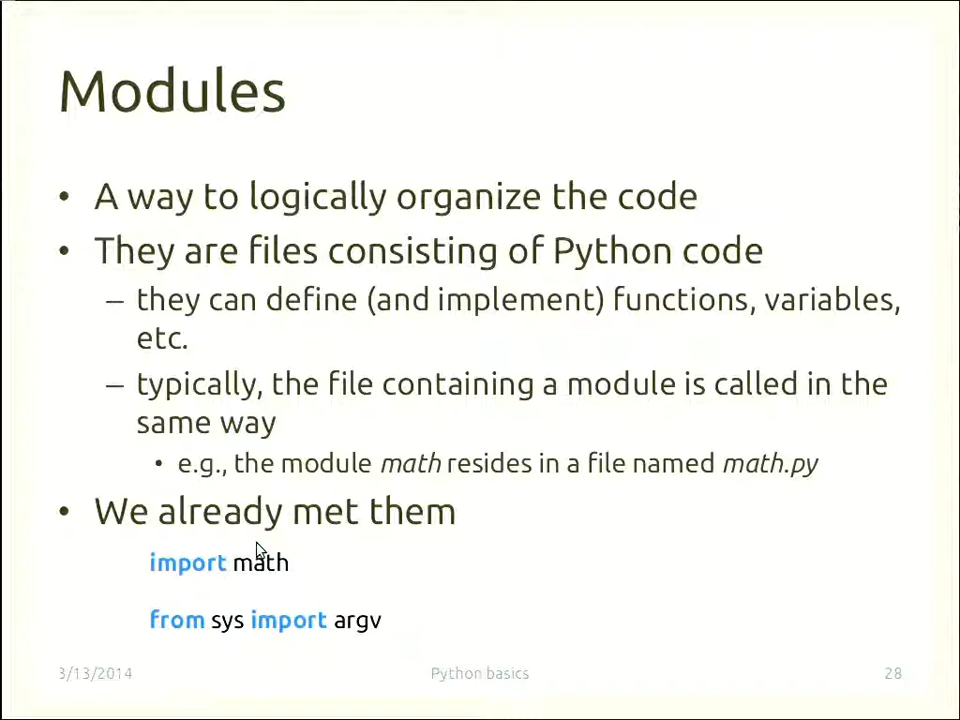 Modules
• A way to logically organize the code
• They are files consisting of Python code
– they can define (and implement) functions, variables,
etc.
– typically, the file containing a module is called in the
same way
• e.g., the module math resides in a file named math.py
• We already met them
import math
from sys import argv
3/13/2014 Python basics 28